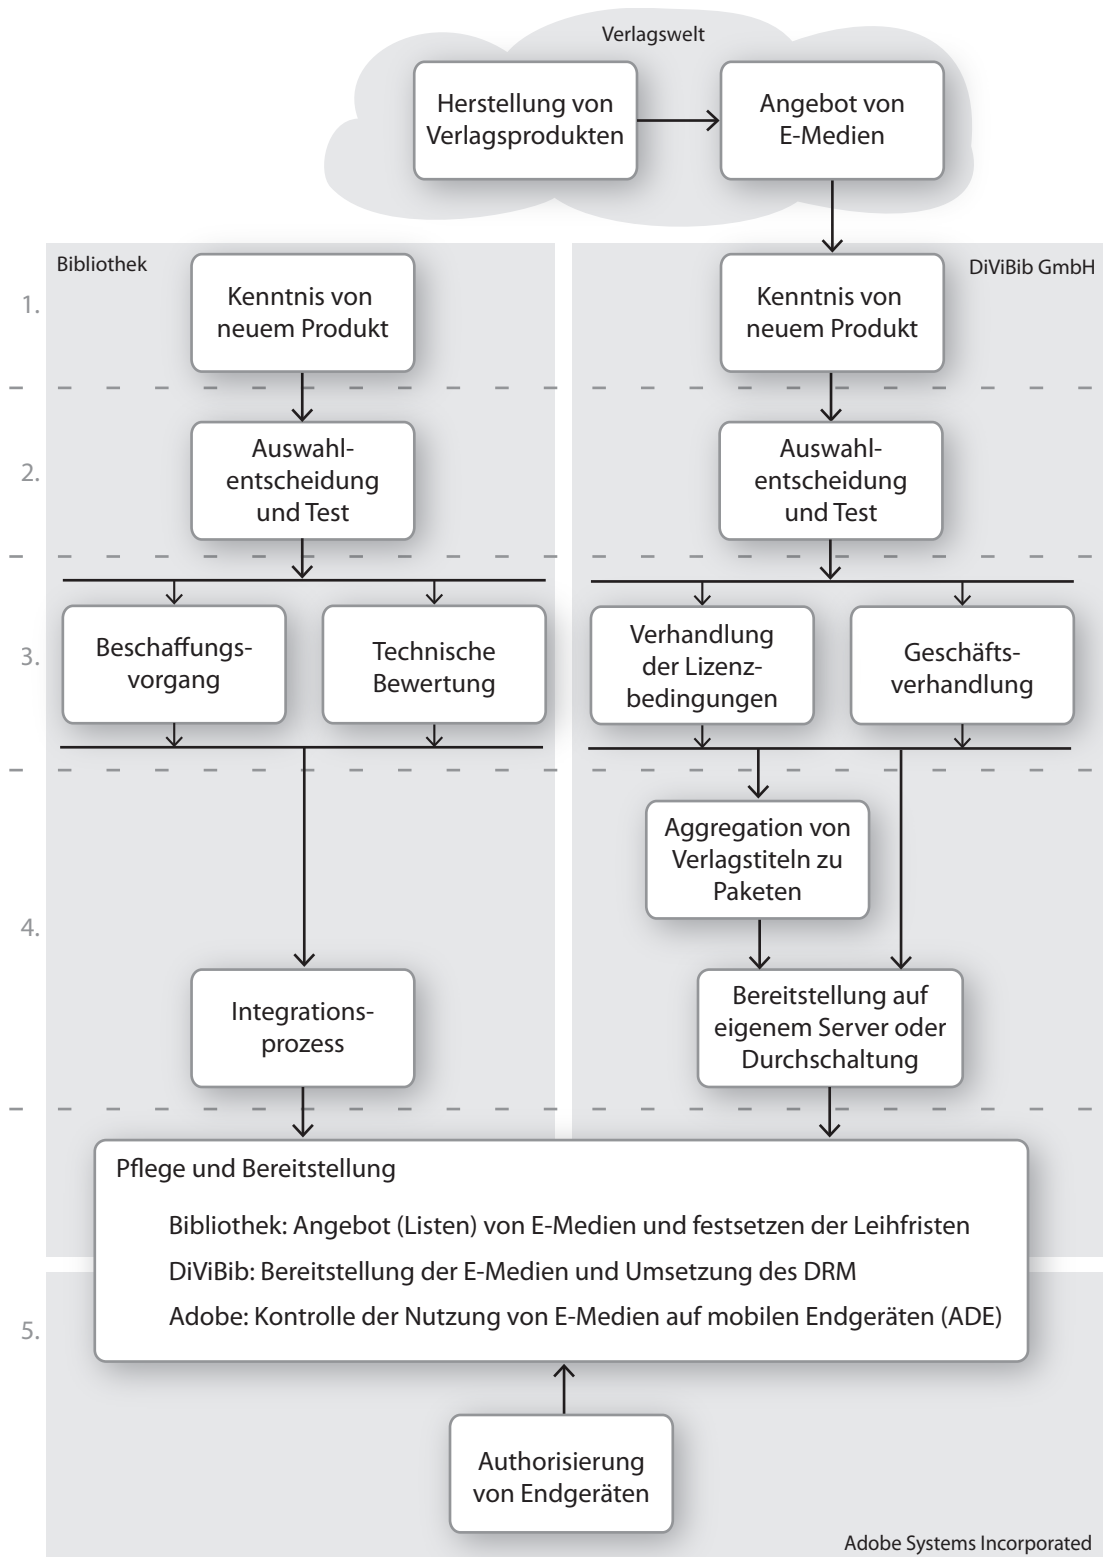 Verlagswelt
Herstellung von
Verlagsprodukten
Angebot von
E-Medien
Bibliothek
DiViBib GmbH
1.
Kenntnis von
neuem Produkt
Kenntnis von
neuem Produkt
2.
Auswahl-
entscheidung
und Test
Auswahl-
entscheidung
und Test
3.
Beschaffungs-
vorgang
Technische
Bewertung
Verhandlung
der Lizenz-
bedingungen
Geschäfts-
verhandlung
4.
Aggregation von
Verlagstiteln zu
Paketen
Integrations-
prozess
Bereitstellung auf
eigenem Server oder
Durchschaltung
Pflege und Bereitstellung
Bibliothek: Angebot (Listen) von E-Medien und festsetzen der Leihfristen
DiViBib: Bereitstellung der E-Medien und Umsetzung des DRM
Adobe: Kontrolle der Nutzung von E-Medien auf mobilen Endgeräten (ADE)
5.
Authorisierung
von Endgeräten
Adobe Systems Incorporated